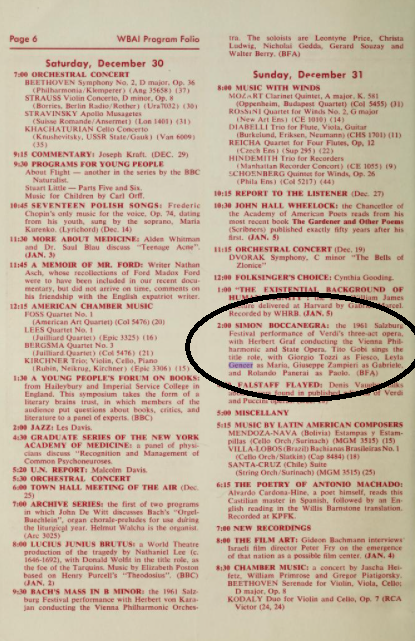 Page 6 WBAI Program Folio
Saturday, December 30
7:00 ORCHESTRAL CONCERT
BEETHOVEN Symphony No. 2, D major, Op. 36
(Philharmonia/Klemperer) (Ang 35658) (37)
STRAUSS Violin Concerto, D minor, Op. 8
(Borries, Berlin Radio/Rother) (Ura7032) (30)
STRAVINSKY Apollo Musagetes
(Suisse Romande/Ansermet) (Lon 1401) (31)
KHACHATURIAN Cello Concerto
(Knushevitsky, USSR State/Gauk) (Van 6009)
(35)
9:15 COMMENTARY: Joseph Kraft. (DEC. 29)
9:30 PROGRAMS FOR YOUNG PEOPLE
About Flight — another in the series by the BBC
Naturalist.
Stuart Little — Parts Five and Six.
Music for Children by Carl Orff.
10:45 SEVENTEEN POLISH SONGS: Frederic
Chopin's only music for the voice, Op. 74, dating
from his youth, sung by the soprano, Maria
Kurenko. (Lyrichord) (Dec. 14)
11:30 MORE ABOUT MEDICINE: Alden Whitman
and Dr. Saul Blau discuss "Teenage Acne".
(JAN. 3)
11:45 A MEMOIR OF MR. FORD: Writer Nathan
Asch, whose recollections of Ford Madox Ford
were to have been included in our recent docu-
mentary, but did not arrive on time, comments on
his friendship with the English expatriot writer.
12:15 AMERICAN CHAMBER MUSIC
FOSS Quartet No. 1
(American Art Quartet) (Col 5476) (20)
LEES Quartet No. 1
(Juilliard Quartet) (Epic 3325) (16)
BERGSMA Quartet No. 3
(Juilliard Quartet) (Col 5476) (21)
KIRCHNER Trio; Violin, Cello, Piano
(Rubin, Neikrug, Kirchner) (Epic 3306) (15)
1:30 A YOUNG PEOPLE'S FORUM ON BOOKS:
from Haileybury and Imperial Service College in
England. This symposium takes the form of a
literary brains trust, in which members of the
audience put questions about books, critics, and
literature to a panel of experts. (BBC)
2:00 JAZZ: Les Davis.
4:30 GRADUATE SERIES OF THE NEW YORK
ACADEMY OF MEDICINE: a panel of physi-
cians discuss "Recognition and Management of
Common Psychoneuroses.
5:20 U.N. REPORT: Malcolm Davis.
5:30 ORCHESTRAL CONCERT
6:00 TOWN HALL MEETING OF THE AIR (Dec.
25)
7:00 ARCHIVE SERIES: the first of two programs
in which John De Witt discusses Bach's "Orgel-
Buechlein", organ chorale-preludes for use during
the liturgical year. Helmut Walcha is the organist.
(Arc 3025)
8:00 LUCIUS JUNIUS BRUTUS: a World Theatre
production of the tragedy by Nathaniel Lee (c.
1646-1692), with Donald Wolfit in the title role, as
the foe of the Tarquins. Music by Elizabeth Poston
based on Henry Purcell's "Theodosius". (BBC)
(JAN. 2)
9:30 BACH'S MASS IN B MINOR: the 1961 Salz-
burg Festival performance with Herbert von Kara-
jan conducting the Vienna Philharmonic Orches-
tra. The soloists are Leontyne Price, Christa
Ludwig, Nicholai Gedda, Gerard Souzay and
Walter Berry. (BFA)
Sunday, December 31
8:00 MUSIC WITH WINDS
MOZART Clarinet Quintet, A major, K. 581
(Oppenheim, Budapest Quartet) (Col 5455) (31)
ROSSINI Quartet for Winds No. 2, G major
(New Art Ens) (CE 1010) (14)
DIABELLI Trio for Flute, Viola, Guitar
(Burklund, Eriksen, Neumann) (CHS 1701) (11)
REICHA Quartet for Four Flutes, Op, 12
(Czech Ens) (Sup 295) (22)
HINDEMITH Trio for Recorders
(Manhattan Recorder Consort) (CE 1055) (9)
SCHOENBERG Quintet for Winds, Op. 26
(Phila Ens) (Col 5217) (44)
10:15 REPORT TO THE LISTENER (Dec. 27)
10:30 JOHN HALL WHEELOCK: the Chancellor of
the Academy of American Poets reads from his
most recent book The Gardener and Other Poems
(Scribners) published exactly fifty years after his
first. (JAN. 5)
11:15 ORCHESTRAL CONCERT (Dec. 19)
DVORAK Symphony, C minor "The Bells of
Zlonice"
12:00 FOLKSINGER'S CHOICE: Cynthia Gooding.
1:00 "THE EXISTENTIAL BACKGROUND OF
HUMAN James
delivered at Harvard by Gabriel Marcel.
Recorded by WHRB. (JAN. 5)
2:00 SIMON BOCCANEGRA: the 1961 Salzburg
Festival performance of Verdi's three-act opera,
with Herbert Graf conducting the Vienna Phil-
harmonic and State Opera. Tito Gobi sings the
title role, with Giorgio Tozzi as Fiesco, Leyla
Gencer as Maria, Giuseppe Zompieri as Gabriele,
and Rolando Panerai as Paolo. (BFA)
FALSTAFF FLAYED: Denis Vaughn
found in published of Verdi
and Puccini
5:00 MISCELLANY
5:15 MUSIC BY LATIN AMERICAN COMPOSERS
MENDOZA-NAVA (Bolivia) Estampas y Estam-
pillas (Cello Orch/Surinach) (MGM 3515) (15)
VILLA-LOBOS (Brazil) Bachianas Brasileiras No. 1
(Cello Orch/Slatkin) (Cap 8484) (18)
SANTA-CRUZ (Chile) Suite
(String Orch/Surinach) (MGM 3515) (25)
6:15 THE POETRY OF ANTONIO MACHADO:
Alvardo Cardona-Hine, a poet himself, reads this
Castilian master in Spanish, followed by an En-
glish reading in the Willis Barnstone translation.
Recorded at KPFK.
7:00 NEW RECORDINGS
8:00 THE FILM ART: Gideon Bachmann interviews
Israeli film director Peter Fry on the emergence
of that nation as a possible film center. (JAN. 4)
8:30 CHAMBER MUSIC: a concert by Jascha Hei-
fetz, William Primrose and Gregor Piatigorsky.
BEETHOVEN Serenade for Violin, Viola, Cello;
D major, Op. 8
KODALY Duo for Violin and Cello, Op. 7 (RCA
Victor (24, 24)